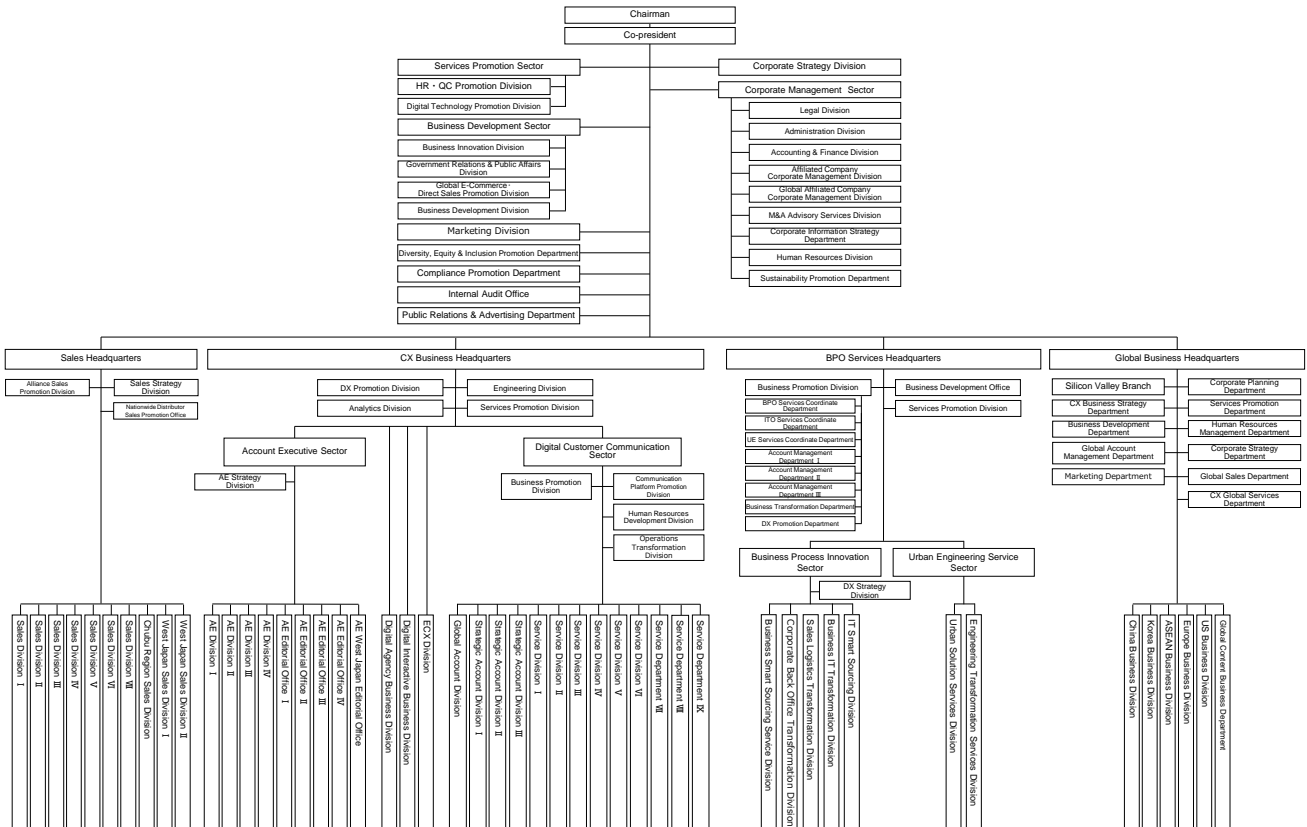 Chairman
Co-president
Services Promotion Sector
HR・QC Promotion Division
Digital Technology Promotion Division
Business Development Sector
Business Innovation Division
Government Relations & Public Affairs
Division
Global E-Commerce・
Direct Sales Promotion Division
Business Development Division
Marketing Division
Diversity, Equity & Inclusion Promotion Department
Compliance Promotion Department
Internal Audit Office
Public Relations & Advertising Department
Corporate Strategy Division
Corporate Management Sector
Legal Division
Administration Division
Accounting & Finance Division
Affiliated Company
Corporate Management Division
Global Affiliated Company
Corporate Management Division
M&A Advisory Services Division
Corporate Information Strategy
Department
Human Resources Division
Sustainability Promotion Department
Sales Headquarters
Alliance Sales
Promotion Division
Sales Strategy
Division
Nationwide Distributor
Sales Promotion Office
Sales Division Ⅰ
Sales Division Ⅱ
Sales Division Ⅲ
Sales Division Ⅳ
Sales Division Ⅴ
Sales Division Ⅵ
Sales Division Ⅶ
Chubu Region Sales Division
West Japan Sales Division Ⅰ
West Japan Sales Division Ⅱ
CX Business Headquarters
DX Promotion Division
Engineering Division
Analytics Division
Services Promotion Division
Account Executive Sector
AE Strategy
Division
AE Division Ⅰ
AE Division Ⅱ
AE Division Ⅲ
AE Division Ⅳ
AE Editorial Office Ⅰ
AE Editorial Office Ⅱ
AE Editorial Office Ⅲ
AE Editorial Office Ⅳ
AE West Japan Editorial Office
Digital Agency Business Division
Digital Interactive Business Division
ECX Division
Digital Customer Communication
Sector
Business Promotion
Division
Communication
Platform Promotion
Division
Human Resources
Development Division
Operations
Transformation
Division
Global Account Division
Strategic Account Division Ⅰ
Strategic Account Division Ⅱ
Strategic Account Division Ⅲ
Service Division Ⅰ
Service Division Ⅱ
Service Division Ⅲ
Service Division Ⅳ
Service Division Ⅴ
Service Division Ⅵ
Service Department Ⅶ
Service Department Ⅷ
Service Department Ⅸ
BPO Services Headquarters
Business Promotion Division
Business Development Office
Services Promotion Division
BPO Services Coordinate
Department
ITO Services Coordinate
Department
UE Services Coordinate Department
Account Management
Department Ⅰ
Account Management
Department Ⅱ
Account Management
Department Ⅲ
Business Transformation Department
DX Promotion Department
Business Process Innovation
Sector
DX Strategy
Division
Business Smart Sourcing Service Division
Corporate Back Office Transformation Division
Sales Logistics Transformation Division
Business IT Transformation Division
IT Smart Sourcing Division
Urban Engineering Service
Sector
Urban Solution Services Division
Engineering Transformation Services Division
Global Business Headquarters
Silicon Valley Branch
Corporate Planning
Department
CX Business Strategy
Department
Services Promotion
Department
Business Development
Department
Human Resources
Management Department
Global Account
Management Department
Corporate Strategy
Department
Marketing Department
Global Sales Department
CX Global Services
Department
China Business Division
Korea Business Division
ASEAN Business Division
Europe Business Division
US Business Division
Global Content Business Department